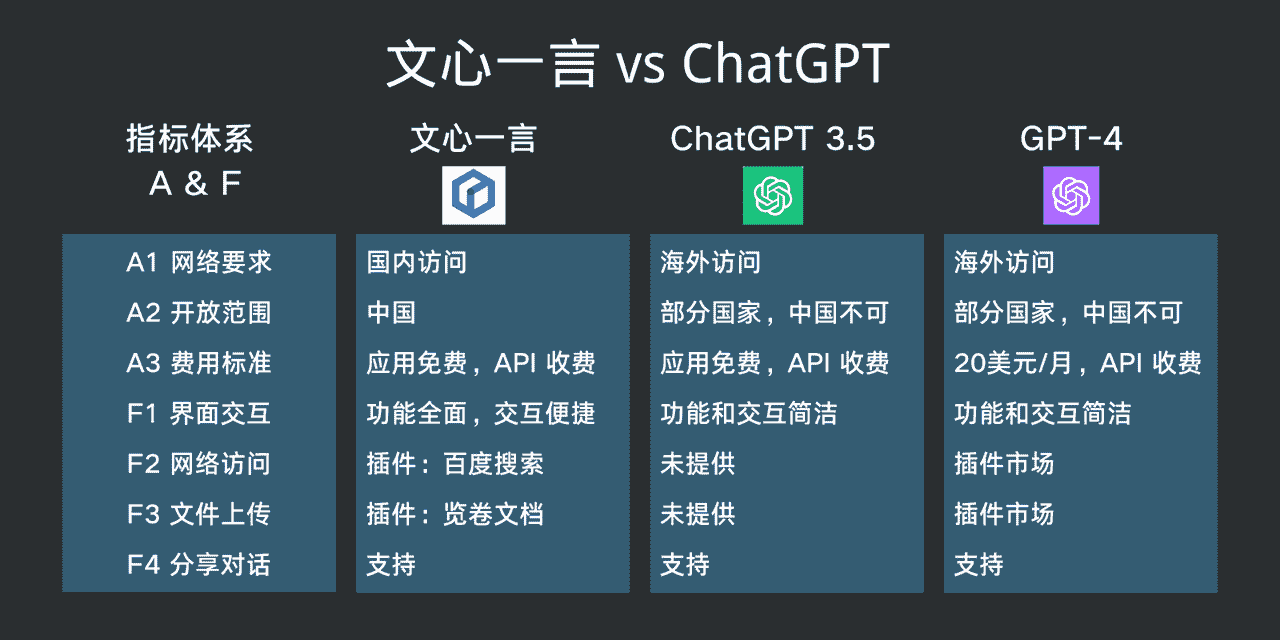 文心一言 vs ChatGPT
指标体系
A & F
文心一言
ChatGPT 3.5
GPT-4
A1 网络要求
国内访问
海外访问
海外访问
A2 开放范围
中国
部分国家，中国不可
部分国家，中国不可
A3 费用标准
应用免费，API 收费
应用免费，API 收费
20美元/月，API 收费
F1 界面交互
功能全面，交互便捷
功能和交互简洁
功能和交互简洁
F2 网络访问
插件：百度搜索
未提供
插件市场
F3 文件上传
插件：览卷文档
未提供
插件市场
F4 分享对话
支持
支持
支持